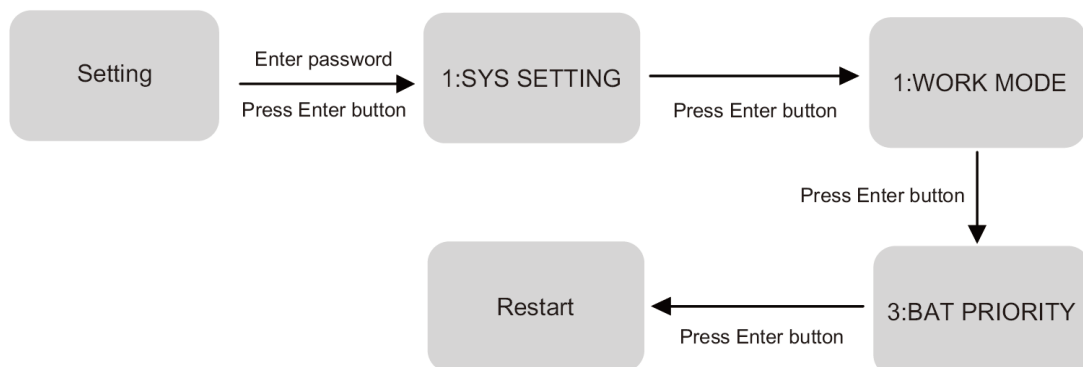 Setting
Enter password
Press Enter button
1:SYS SETTING
Press Enter button
1:WORK MODE
Press Enter button
3:BAT PRIORITY
Press Enter button
Restart